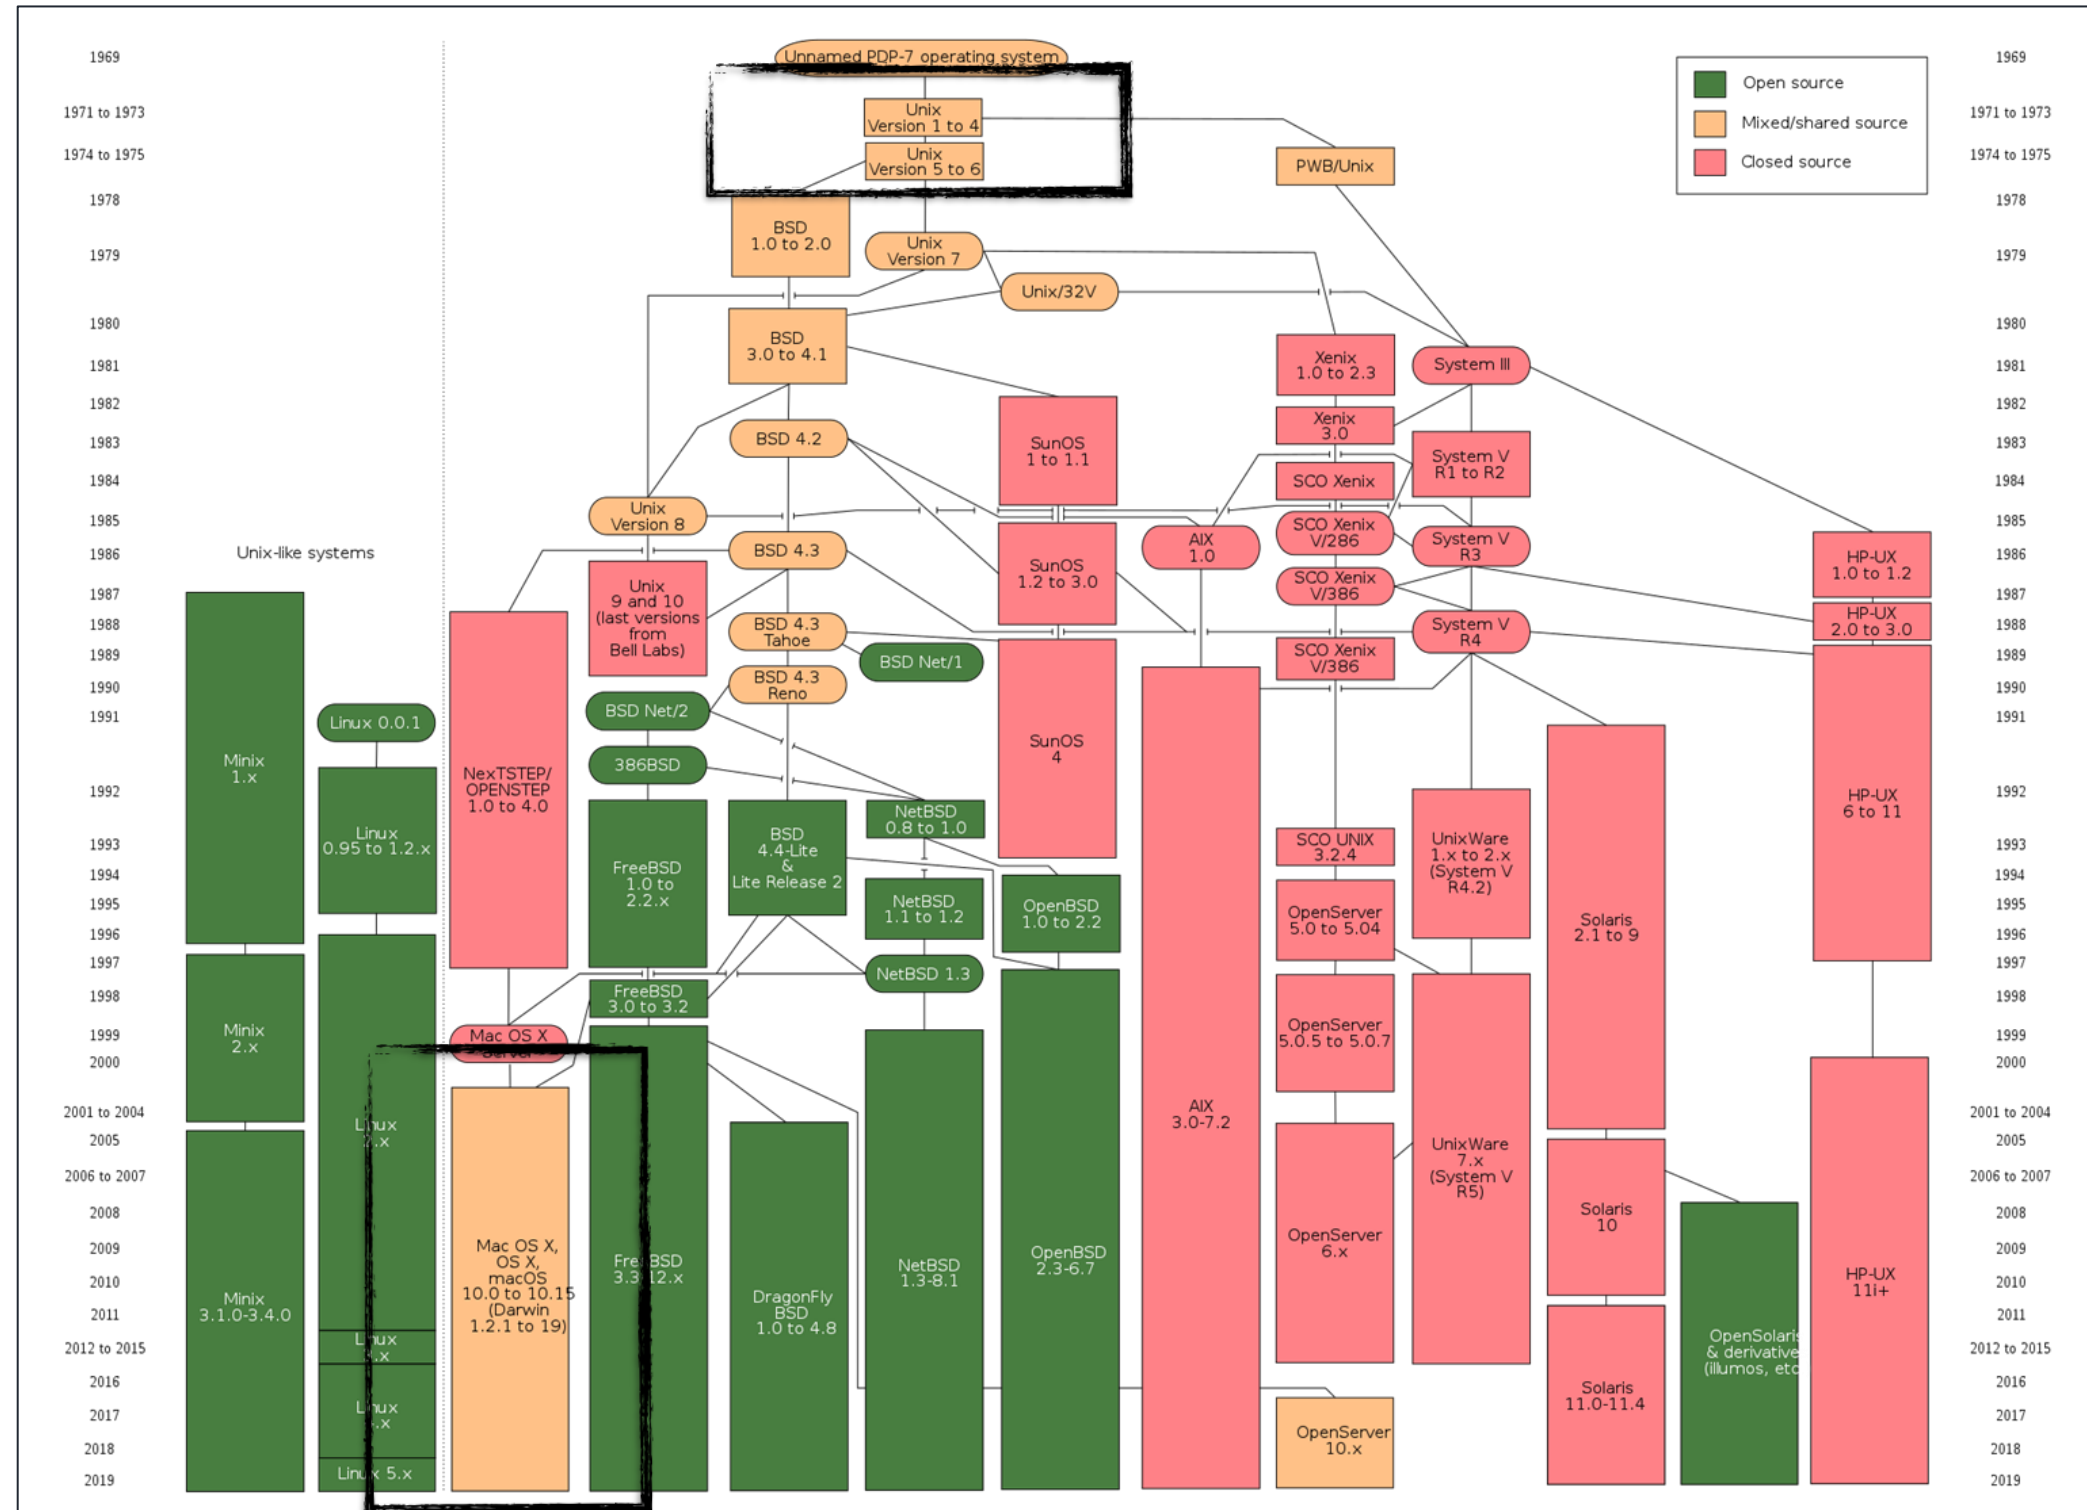 1969
1971 to 1973
1974 to 1975
1978
1979
1980
1981
1982
1983
1984
1985
1986
1987
1988
1989
1990
1991
1992
1993
1994
1995
1996
1997
1998
1999
2000
2001 to 2004
2005
2006 to 2007
2008
2009
2010
2011
2012 to 2015
2016
2017
2018
2019
Unix-like systems
Minix
1.x
Minix
2.x
Minix
3.1.0-3.4.0
Linux 0.0.1
Linux
0.95 to 1.2.x
Linux
.x
Linux
.x
Linux
.x
Linux 5.x
NeXTSTEP/
OPENSTEP
1.0 to 4.0
Mac OS X
Server
Mac OS X,
OS X,
macOS
10.0 to 10.15
(Darwin
1.2.1 to 19)
Unnamed PDP-7 operating system
Unix
Version 1 to 4
Unix
Version 5 to 6
BSD
1.0 to 2.0
Unix
Version 7
Unix/32V
BSD
3.0 to 4.1
BSD 4.2
Unix
Version 8
BSD 4.3
Unix
9 and 10
(last versions
from
Bell Labs)
BSD 4.3
Tahoe
BSD Net/1
BSD 4.3
Reno
BSD Net/2
386BSD
FreeBSD
1.0 to
2.2.x
BSD
4.4-Lite
&
Lite Release 2
NetBSD
0.8 to 1.0
NetBSD
1.1 to 1.2
NetBSD 1.3
OpenBSD
1.0 to 2.2
FreeBSD
3.0 to 3.2
FreeBSD
3.3-12.x
DragonFly
BSD
1.0 to 4.8
NetBSD
1.3-8.1
OpenBSD
2.3-6.7
SunOS
1 to 1.1
SunOS
1.2 to 3.0
SunOS
4
AIX
1.0
AIX
3.0-7.2
PWB/Unix
Xenix
1.0 to 2.3
Xenix
3.0
SCO Xenix
SCO Xenix
V/286
SCO Xenix
V/386
SCO Xenix
V/386
SCO UNIX
3.2.4
OpenServer
5.0 to 5.04
OpenServer
5.0.5 to 5.0.7
OpenServer
6.x
OpenServer
10.x
System III
System V
R1 to R2
System V
R3
System V
R4
UnixWare
1.x to 2.x
(System V
R4.2)
UnixWare
7.x
(System V
R5)
Solaris
2.1 to 9
Solaris
10
Solaris
11.0-11.4
OpenSolaris
& derivative
(illumos, etc
HP-UX
1.0 to 1.2
HP-UX
2.0 to 3.0
HP-UX
6 to 11
HP-UX
11i+
Open source
Mixed/shared source
Closed source
1969
1971 to 1973
1974 to 1975
1978
1979
1980
1981
1982
1983
1984
1985
1986
1987
1988
1989
1990
1991
1992
1993
1994
1995
1996
1997
1998
1999
2000
2001 to 2004
2005
2006 to 2007
2008
2009
2010
2011
2012 to 2015
2016
2017
2018
2019